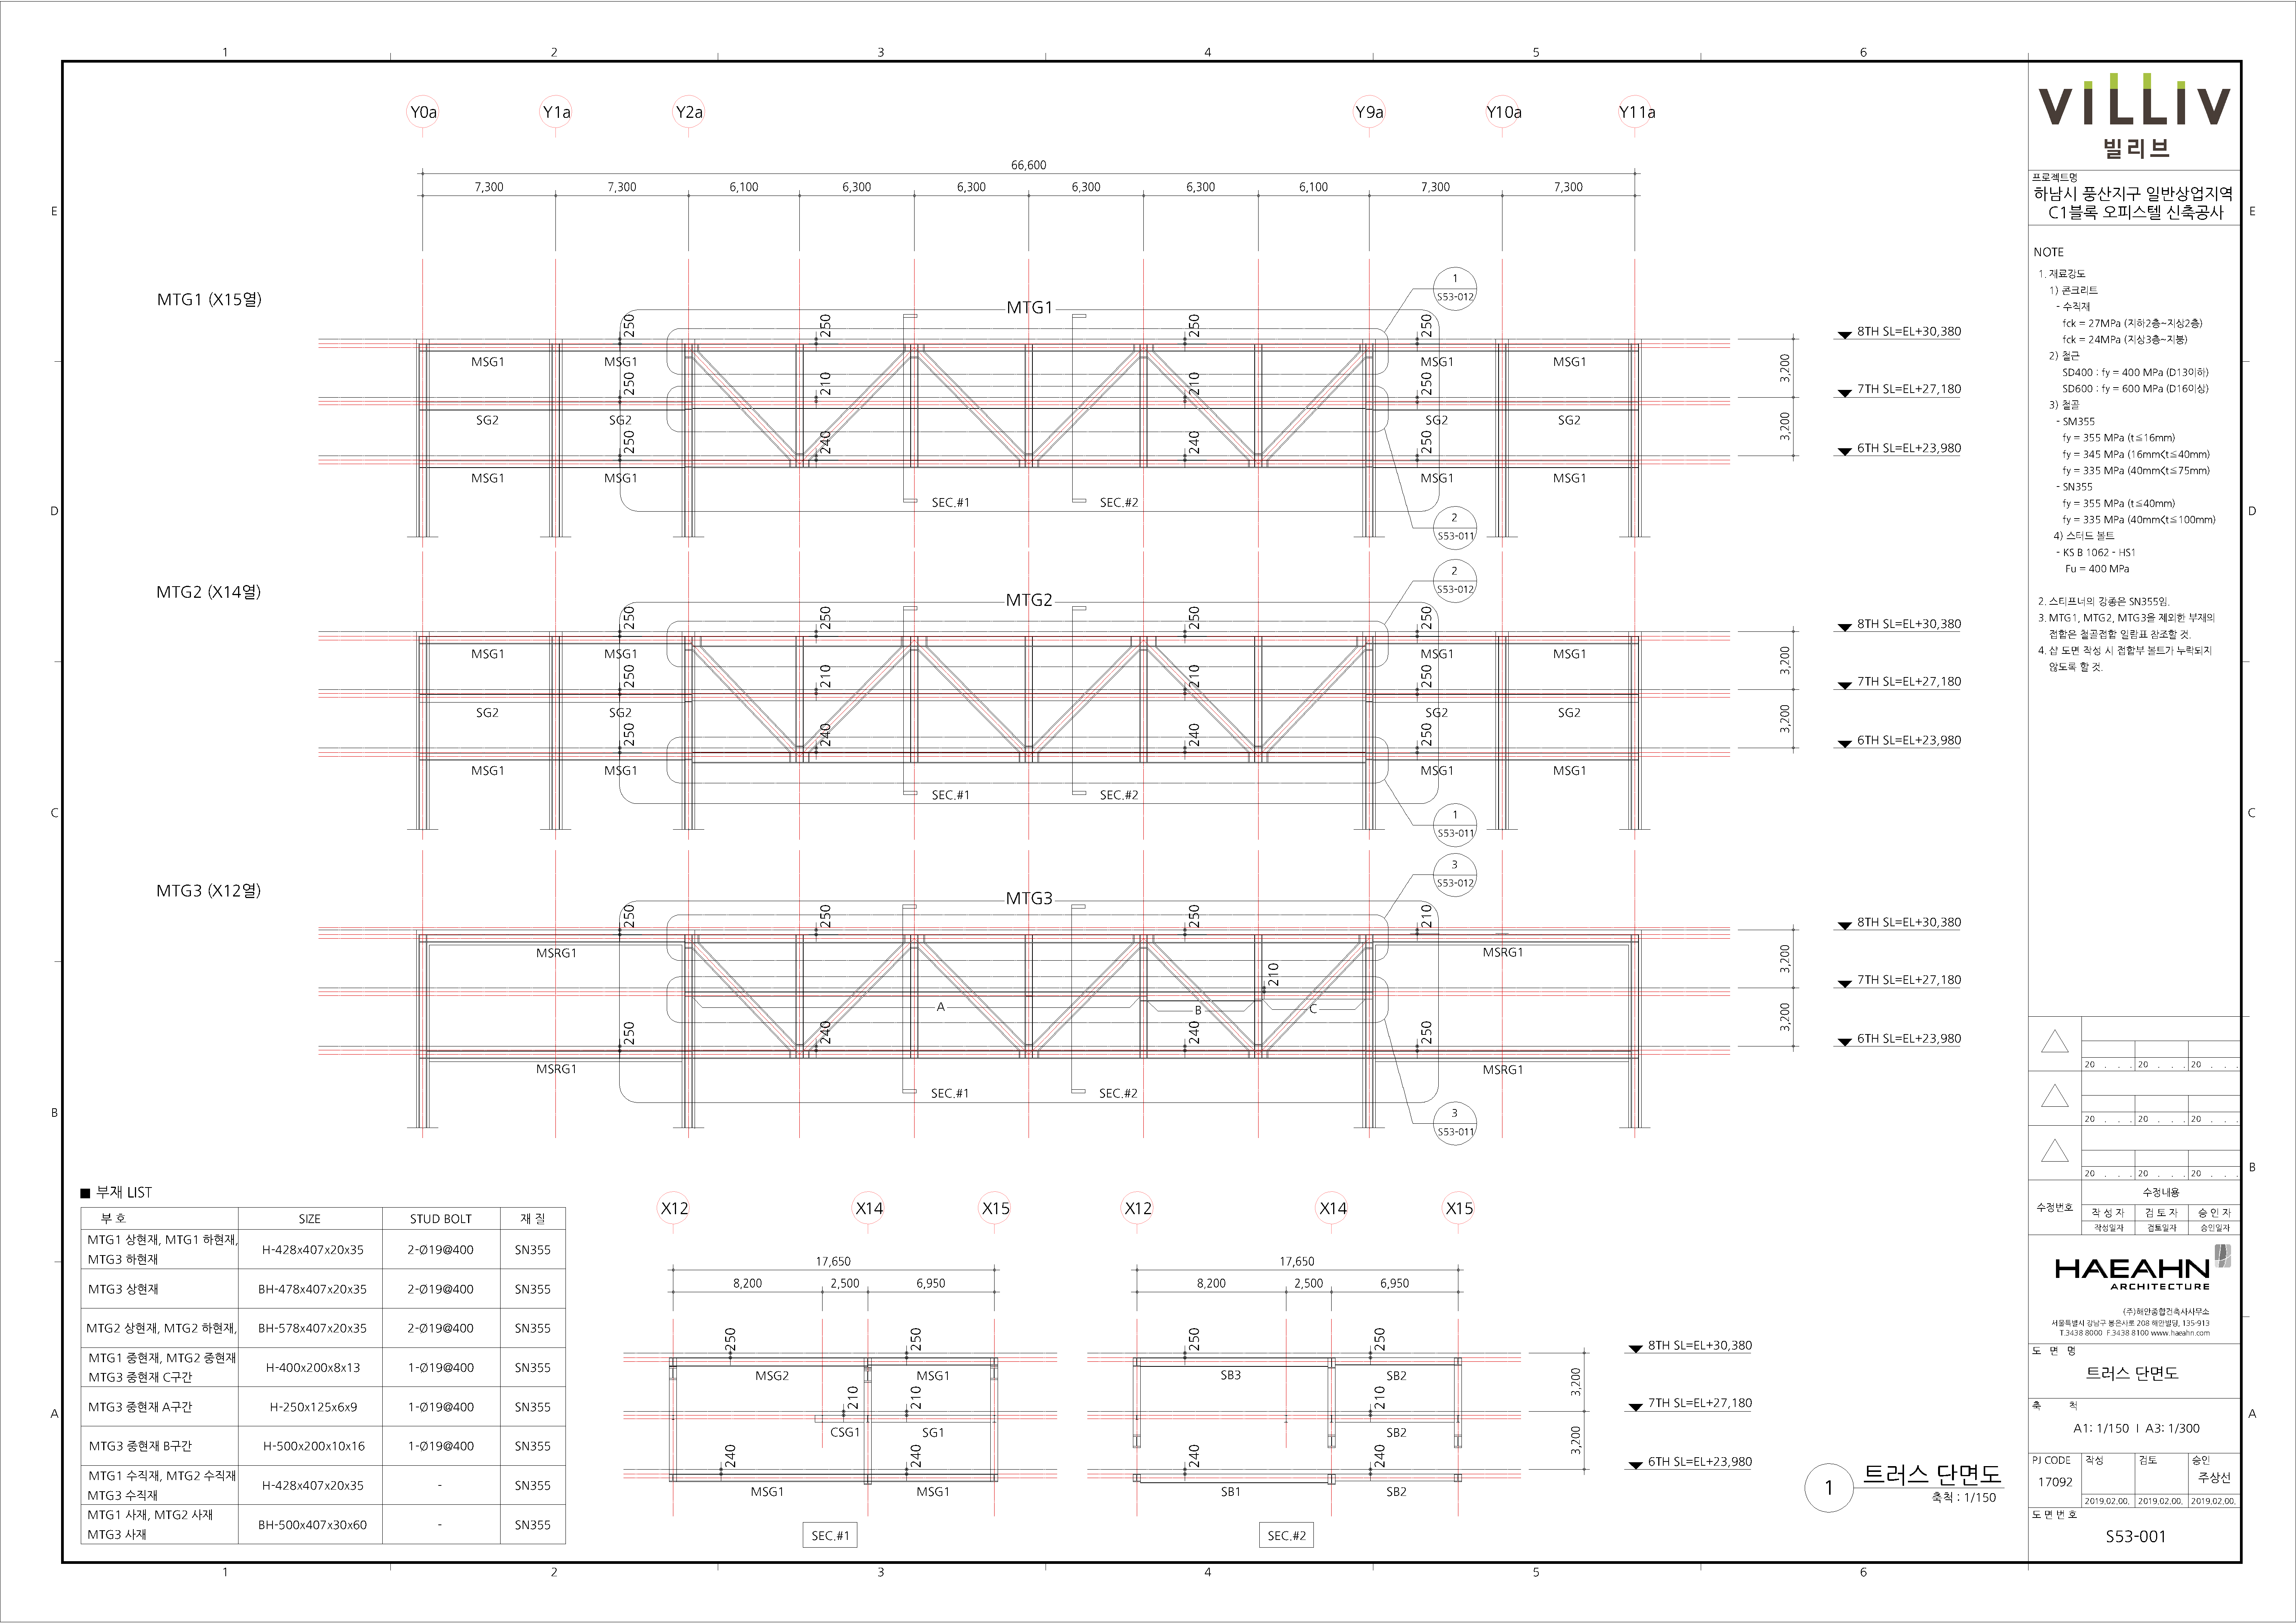 1 2 3 4 5 6
Y0a Y1a Y2a Y9a Y10a Y11a
66,600
7,300 7,300 6,100 6,300 6,300 6,300 6,300 6,100 7,300 7,300
MTG1 (X15열)
MTG1
1
S53-012
250 250 250 250
8TH SL=EL+30,380
MSG1 MSG1 MSG1 MSG1
3,200
250 210 210 250
7TH SL=EL+27,180
SG2 SG2 SG2 SG2
3,200
250 240 240 250
6TH SL=EL+23,980
MSG1 MSG1 MSG1 MSG1
SEC.#1 SEC.#2
2
S53-011
MTG2 (X14열)
MTG2
2
S53-012
250 250 250 250
8TH SL=EL+30,380
MSG1 MSG1 MSG1 MSG1
3,200
250 210 210 250
7TH SL=EL+27,180
SG2 SG2 SG2 SG2
3,200
250 240 240 250
6TH SL=EL+23,980
MSG1 MSG1 MSG1 MSG1
SEC.#1 SEC.#2
1
S53-011
MTG3 (X12열)
MTG3
3
S53-012
250 250 250 210
8TH SL=EL+30,380
MSRG1 MSRG1
3,200
210
7TH SL=EL+27,180
A B C
3,200
250 240 240 250
6TH SL=EL+23,980
MSRG1 MSRG1
SEC.#1 SEC.#2
3
S53-011
■ 부재 LIST
부 호 SIZE STUD BOLT 재 질
MTG1 상현재, MTG1 하현재,
MTG3 하현재
H-428x407x20x35 2-Ø19@400 SN355
MTG3 상현재 BH-478x407x20x35 2-Ø19@400 SN355
MTG2 상현재, MTG2 하현재, BH-578x407x20x35 2-Ø19@400 SN355
MTG1 중현재, MTG2 중현재
MTG3 중현재 C구간
H-400x200x8x13 1-Ø19@400 SN355
MTG3 중현재 A구간 H-250x125x6x9 1-Ø19@400 SN355
MTG3 중현재 B구간 H-500x200x10x16 1-Ø19@400 SN355
MTG1 수직재, MTG2 수직재
MTG3 수직재
H-428x407x20x35 - SN355
MTG1 사재, MTG2 사재
MTG3 사재
BH-500x407x30x60 - SN355
X12 X14 X15
17,650
8,200 2,500 6,950
250 250
MSG2 MSG1
210 210
CSG1 SG1
240 240
MSG1 MSG1
SEC.#1
X12 X14 X15
17,650
8,200 2,500 6,950
250 250
8TH SL=EL+30,380
SB3 SB2
3,200
210
7TH SL=EL+27,180
SB2
3,200
240 240
6TH SL=EL+23,980
SB1 SB2
SEC.#2
1
트러스 단면도
축척 : 1/150
VILLIV
빌리브
프로젝트명
하남시 풍산지구 일반상업지역
C1블록 오피스텔 신축공사
NOTE
1. 재료강도
1) 콘크리트
- 수직재
fck = 27MPa (지하2층~지상2층)
fck = 24MPa (지상3층~지붕)
2) 철근
SD400 : fy = 400 MPa (D13이하)
SD600 : fy = 600 MPa (D16이상)
3) 철골
- SM355
fy = 355 MPa (t≦16mm)
fy = 345 MPa (16mm<t≦40mm)
fy = 335 MPa (40mm<t≦75mm)
- SN355
fy = 355 MPa (t≦40mm)
fy = 335 MPa (40mm<t≦100mm)
4) 스터드 볼트
- KS B 1062 - HS1
Fu = 400 MPa
2. 스티프너의 강종은 SN355임.
3. MTG1, MTG2, MTG3을 제외한 부재의
접합은 철골접합 일람표 참조할 것.
4. 샵 도면 작성 시 접합부 볼트가 누락되지
않도록 할 것.
20 . . . 20 . . . 20 . . .
20 . . . 20 . . . 20 . . .
20 . . . 20 . . . 20 . . .
수정번호
수정내용
작 성 자 검 토 자 승 인 자
작성일자 검토일자 승인일자
HAEAHN
ARCHITECTURE
(주)해안종합건축사사무소
서울특별시 강남구 봉은사로 208 해안빌딩, 135-913
T.3438 8000 F.3438 8100 www.haeahn.com
도 면 명
트러스 단면도
축 척
A1: 1/150 I A3: 1/300
PJ CODE 작성 검토 승인
17092 주상선
2019.02.00. 2019.02.00. 2019.02.00.
도 면 번 호
S53-001
E D C B A
E D C B A
1 2 3 4 5 6